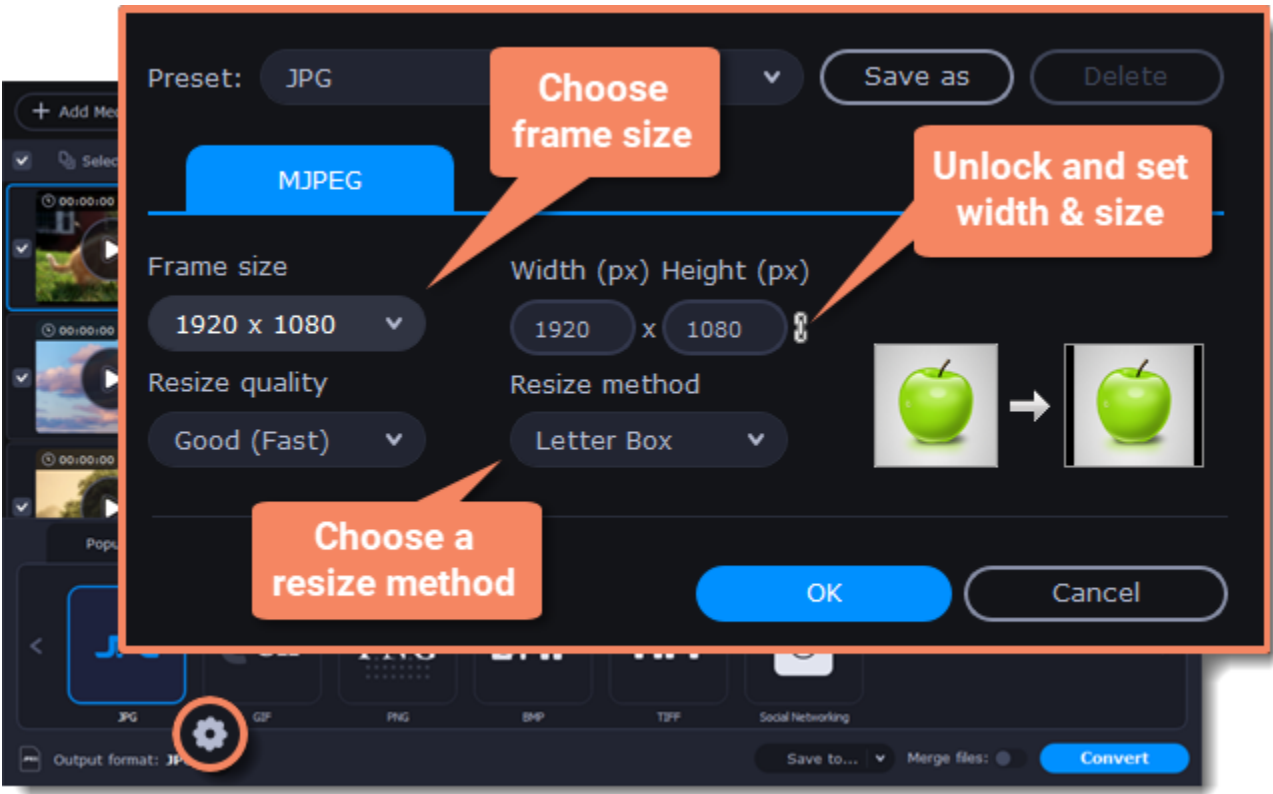 Preset:
JPG
Save as
Delete
Choose
frame size
Unlock and set
width & size
MJPEG
Frame size
1920 x 1080
Width (px) Height (px)
1920 x 1080
Resize quality
Good (Fast)
Resize method
Letter Box
Choose a
resize method
OK
Cancel
+ Add
00:00:00
00:00:00
00:00:00
JPG
GIF
PNG
BMP
TIFF
Social Networking
Output format:
Save to...
Merge files:
Convert